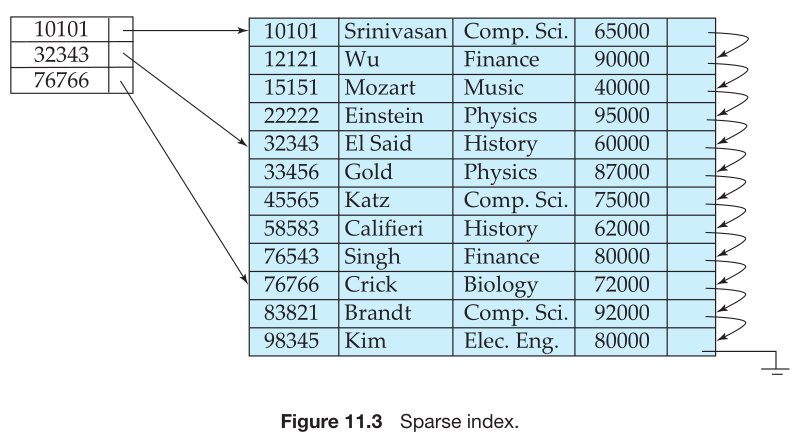 10101
32343
76766
10101 Srinivasan Comp. Sci. 65000
12121 Wu Finance 90000
15151 Mozart Music 40000
22222 Einstein Physics 95000
32343 El Said History 60000
33456 Gold Physics 87000
45565 Katz Comp. Sci. 75000
58583 Califieri History 62000
76543 Singh Finance 80000
76766 Crick Biology 72000
83821 Brandt Comp. Sci. 92000
98345 Kim Elec. Eng. 80000
Figure 11.3 Sparse index.